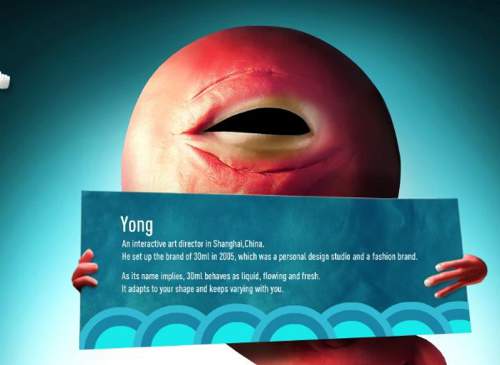 Yong
An interactive art director in Shanghai,China.
He set up the brand of 30ml in 2005, which was a personal design studio and a fashion brand.
As its name implies, 30ml behaves as liquid, flowing and fresh.
It adapts to your shape and keeps varying with you.